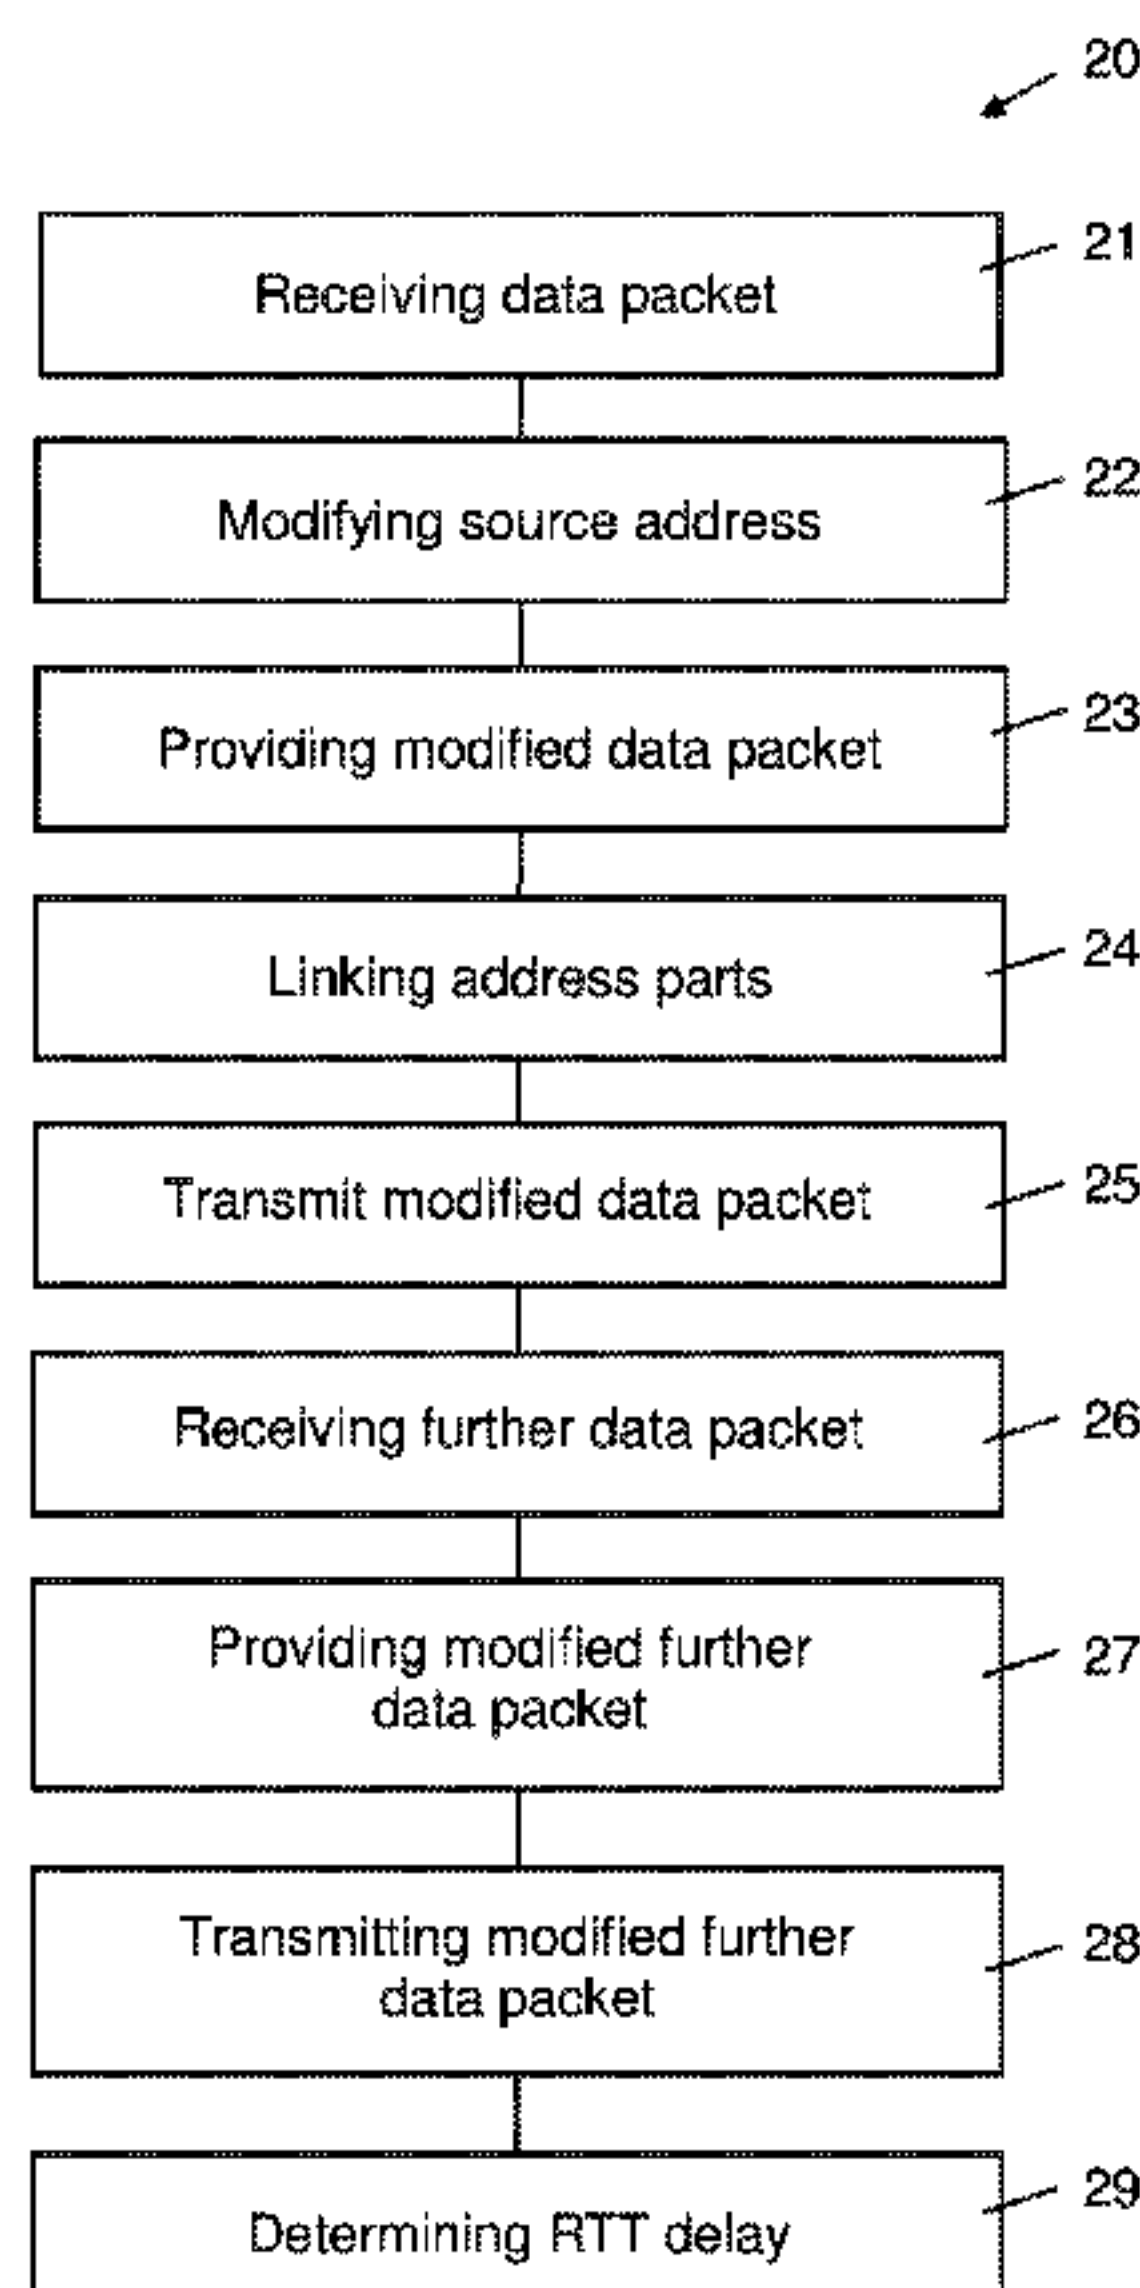 20
Receiving data packet
21
Modifying source address
22
Providing modified data packet
23
Linking address parts
24
Transmit modified data packet
25
Receiving further data packet
26
Providing modified further
data packet
27
Transmitting modified further
data packet
28
Determining RTT delay
29